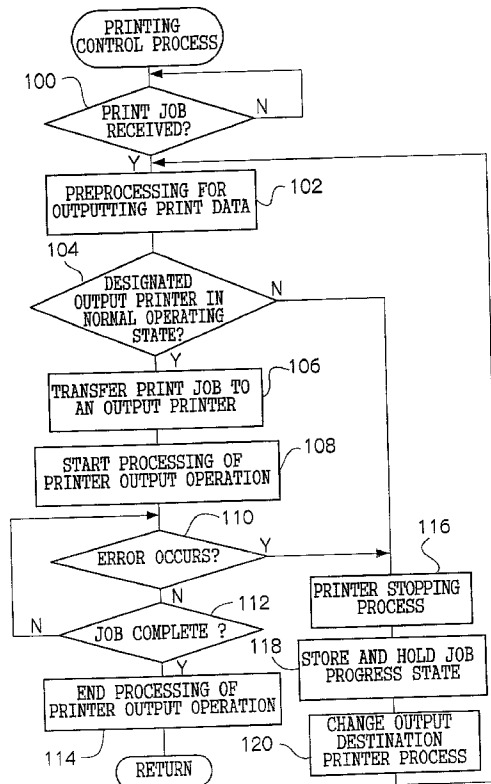 PRINTING
CONTROL PROCESS
100
PRINT JOB
RECEIVED?
N
Y
PREPROCESSING FOR
OUTPUTTING PRINT DATA
102
104
DESIGNATED
OUTPUT PRINTER IN
NORMAL OPERATING
STATE?
N
Y
TRANSFER PRINT JOB TO
AN OUTPUT PRINTER
106
START PROCESSING OF
PRINTER OUTPUT OPERATION
108
110
ERROR OCCURS?
Y
N
112
JOB COMPLETE ?
N
Y
END PROCESSING OF
PRINTER OUTPUT OPERATION
114
RETURN
116
PRINTER STOPPING
PROCESS
118
STORE AND HOLD JOB
PROGRESS STATE
CHANGE OUTPUT
DESTINATION
PRINTER PROCESS
120